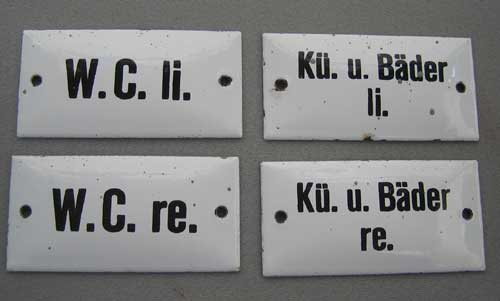 W.C. li.
Kü. u. Bäder
li.
W.C. re.
Kü. u. Bäder
re.